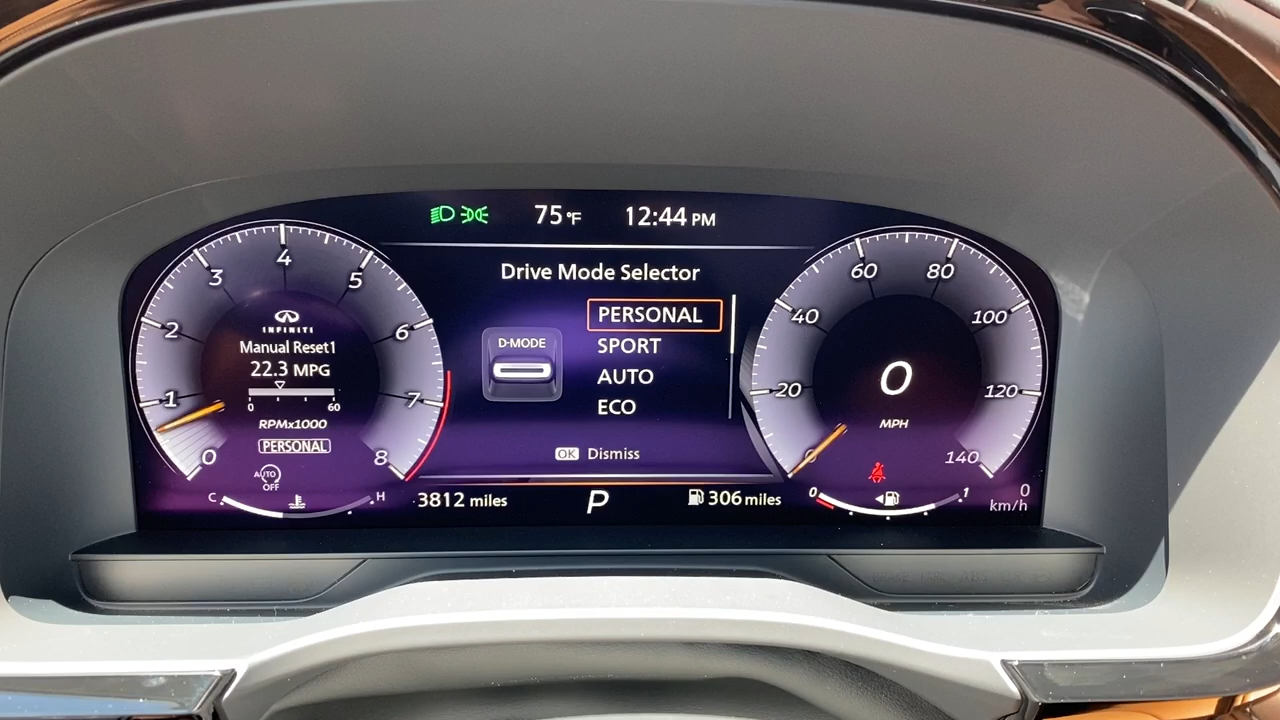 75°F 12:44 PM
Drive Mode Selector
PERSONAL
SPORT
AUTO
ECO
D-MODE
OK Dismiss
0 1 2 3 4 5 6 7 8
INFINITI
Manual Reset1
22.3 MPG
0 60
RPMx1000
PERSONAL
AUTO
OFF
C H
3812 miles
P
306 miles
0 20 40 60 80 100 120 140
0
MPH
0 1
0
km/h